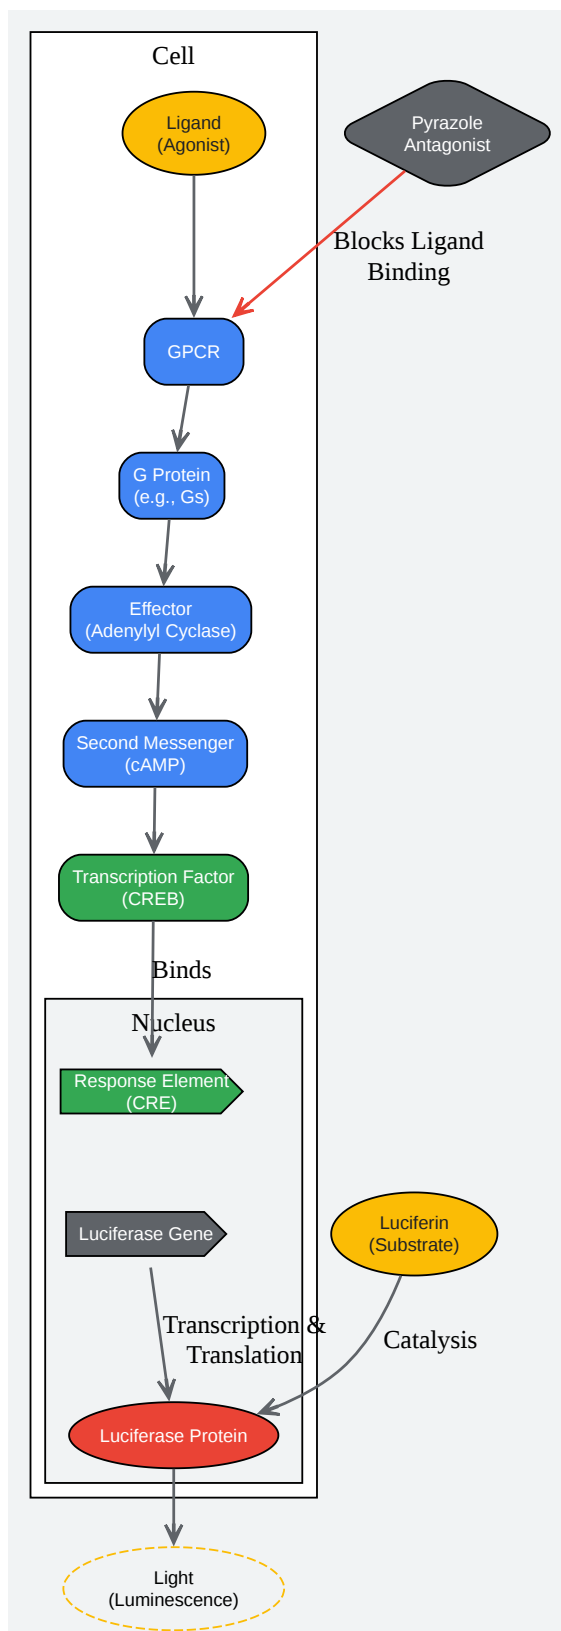 Cell
Ligand
(Agonist)
Pyrazole
Antagonist
Blocks Ligand
Binding
GPCR
G Protein
(e.g., Gs)
Effector
(Adenylyl Cyclase)
Second Messenger
(cAMP)
Transcription Factor
(CREB)
Binds
Nucleus
Response Element
(CRE)
Luciferase Gene
Luciferin
(Substrate)
Transcription &
Translation
Catalysis
Luciferase Protein
Light
(Luminescence)